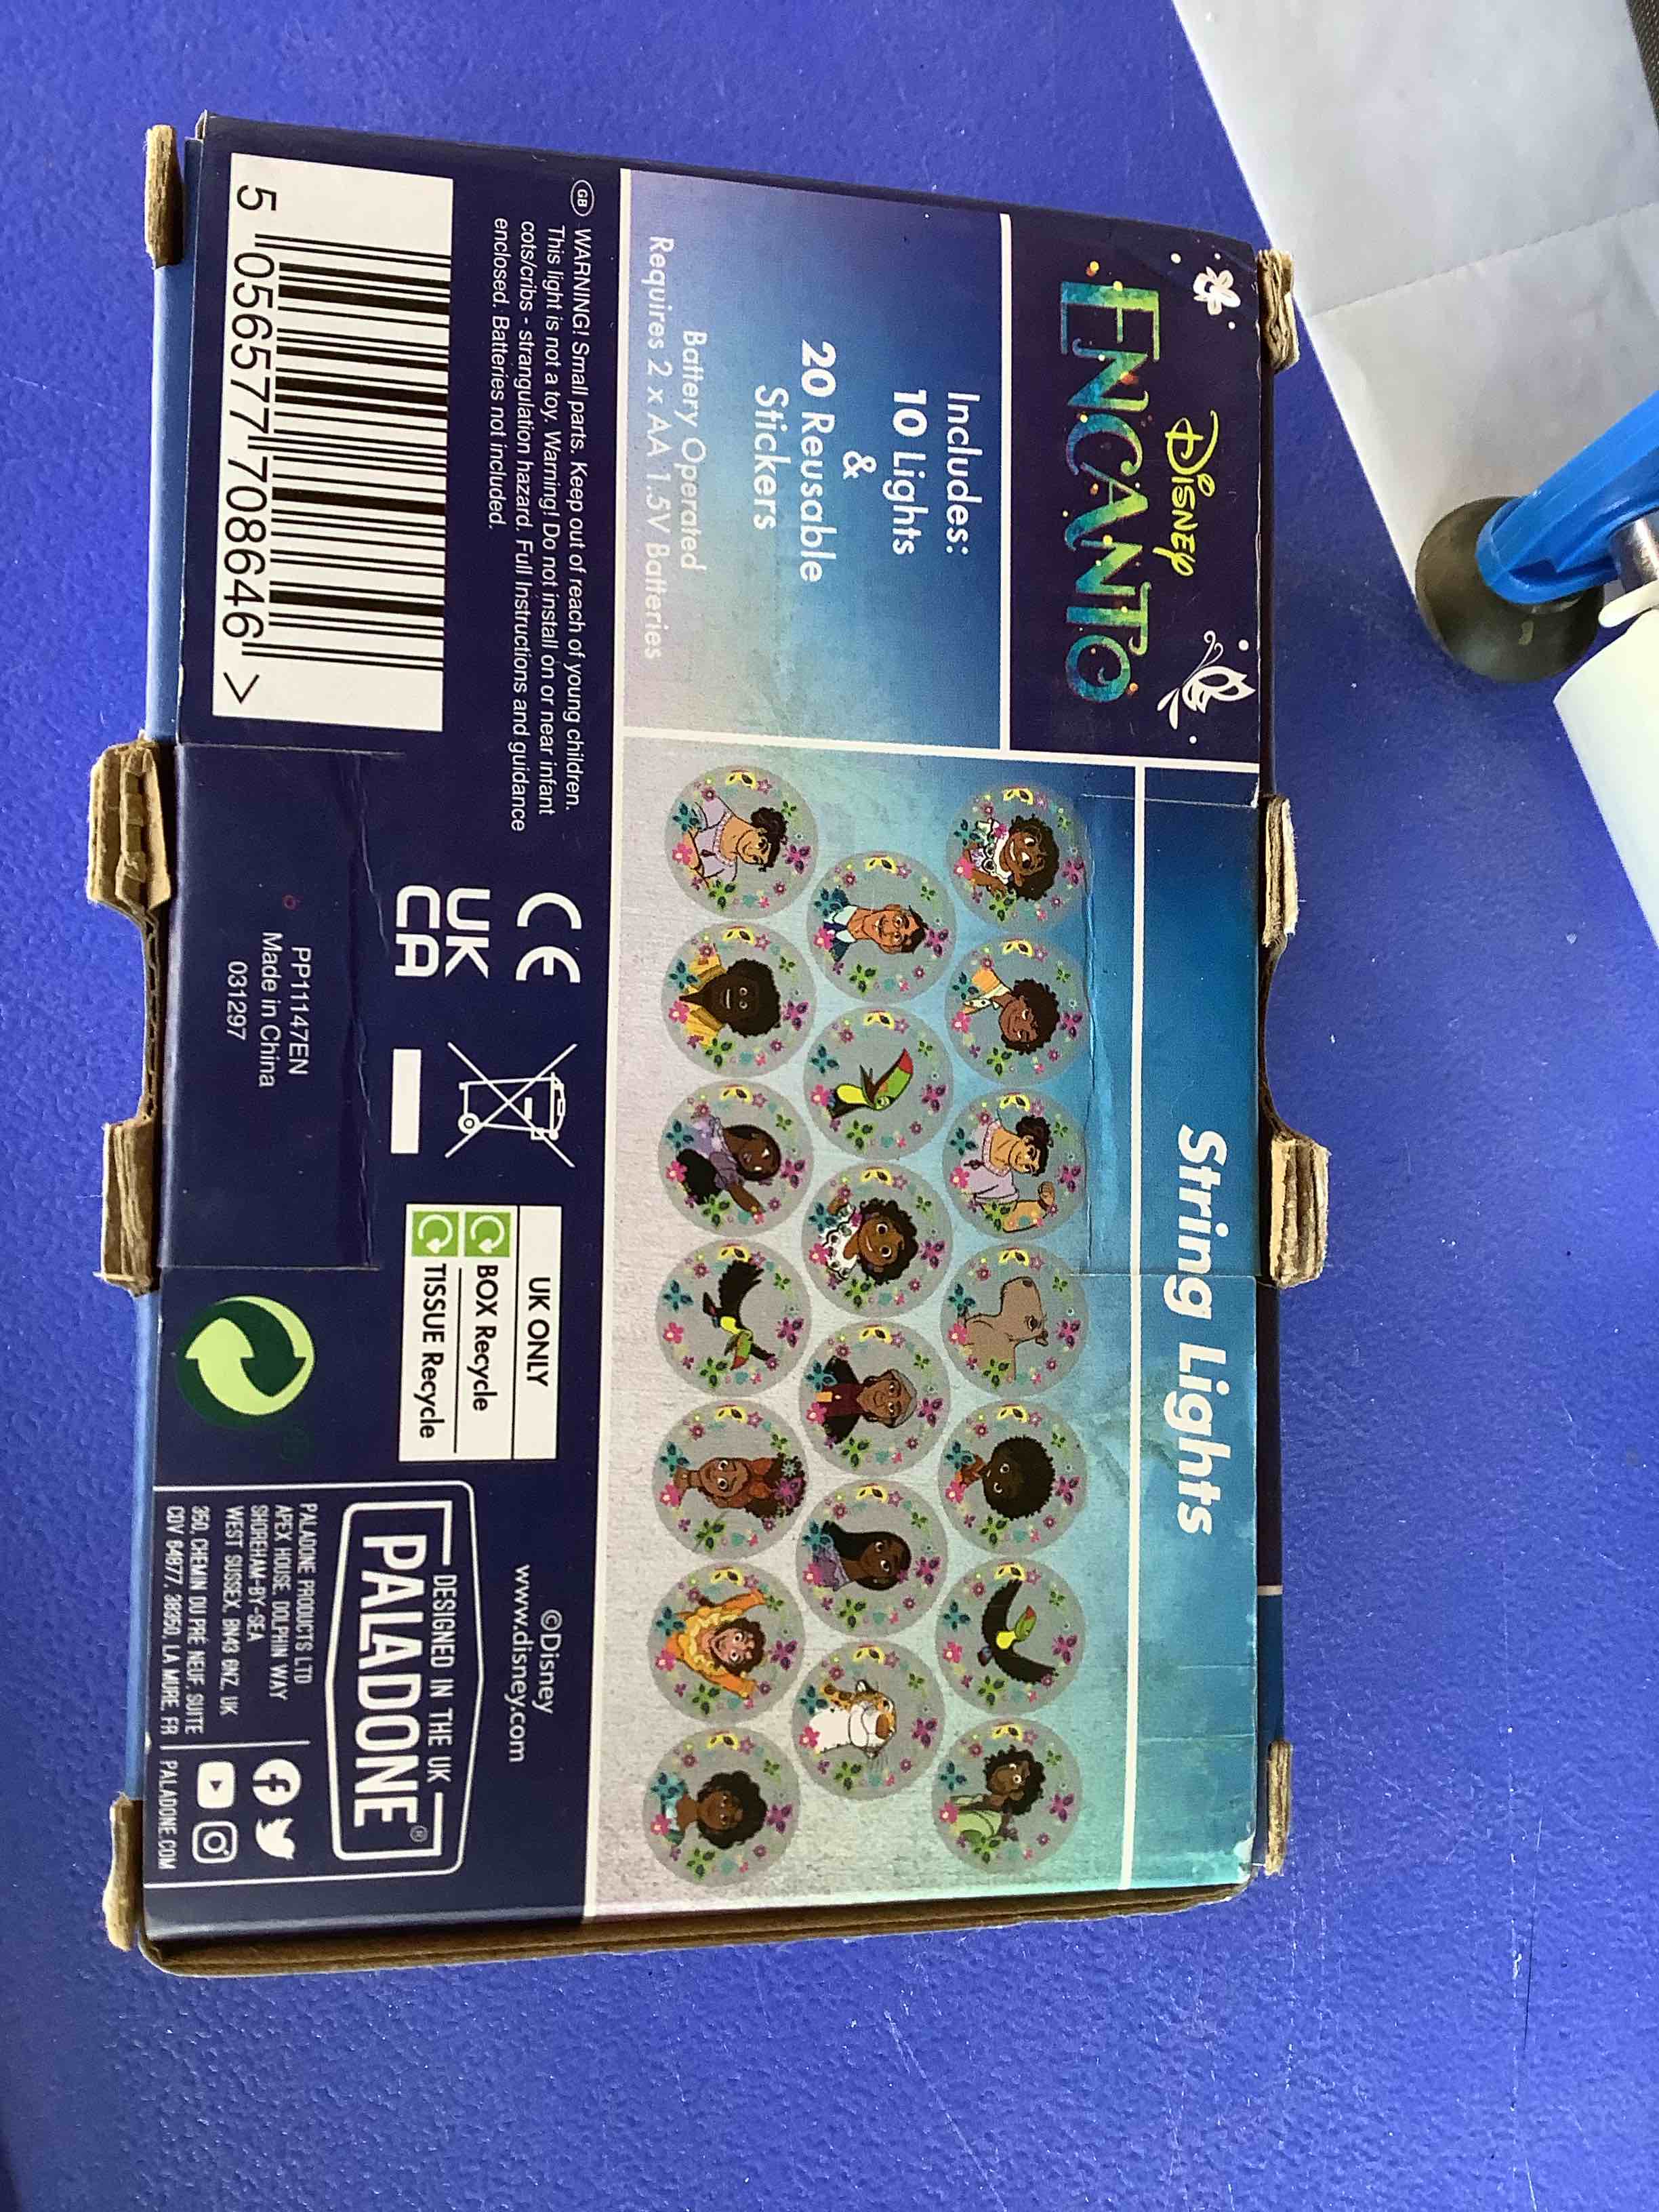 DISNEY
ENCANTO
String Lights
Includes:
10 Lights
&
20 Reusable
Stickers
Battery Operated
Requires 2 x AA 1.5V Batteries
GB WARNING! Small parts. Keep out of reach of young children.
This light is not a toy. Warning! Do not install on or near infant
cots/cribs - strangulation hazard. Full Instructions and guidance
enclosed. Batteries not included.
5 056577 708646 >
CE
UK
CA
PP11147EN
Made in China
031297
UK ONLY
BOX Recycle
TISSUE Recycle
©Disney
www.disney.com
DESIGNED IN THE UK
PALADONE®
PALADONE PRODUCTS LTD
APEX HOUSE, DOLPHIN WAY
SHOREHAM-BY-SEA
WEST SUSSEX, BN43 6NZ, UK
350, CHEMIN DU PRÉ NEUF, SUITE
CDV 64877, 38350, LA MURE, FR
PALADONE.COM